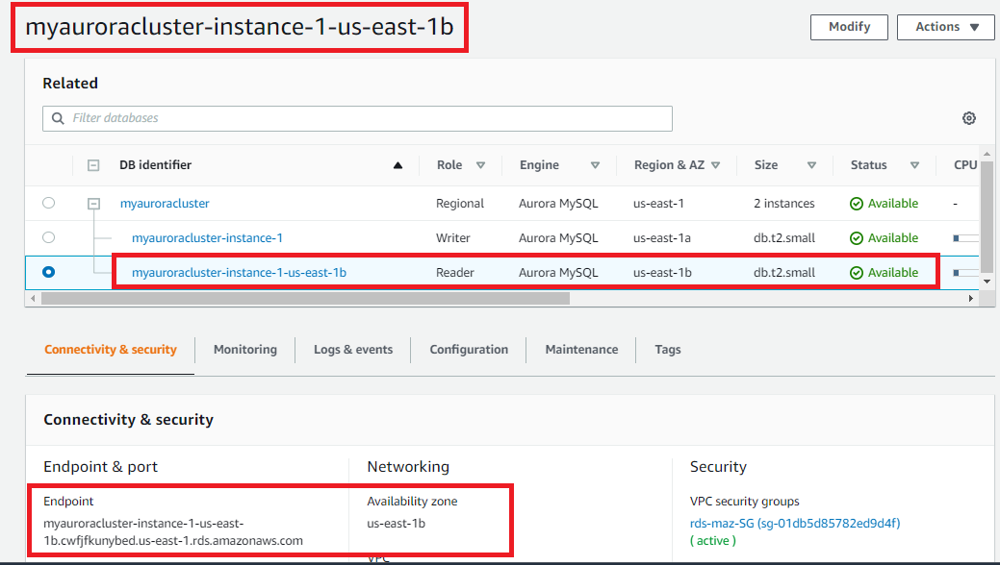 myauroracluster-instance-1-us-east-1b
Modify
Actions
Related
Filter databases
DB identifier Role Engine Region & AZ Size Status CPU
myauroracluster Regional Aurora MySQL us-east-1 2 instances Available -
myauroracluster-instance-1 Writer Aurora MySQL us-east-1a db.t2.small Available
myauroracluster-instance-1-us-east-1b Reader Aurora MySQL us-east-1b db.t2.small Available
Connectivity & security Monitoring Logs & events Configuration Maintenance Tags
Connectivity & security
Endpoint & port
Endpoint
myauroracluster-instance-1-us-east-
1b.cwfjfkunybed.us-east-1.rds.amazonaws.com
Networking
Availability zone
us-east-1b
VPC
Security
VPC security groups
rds-maz-SG (sg-01db5d85782ed9d4f)
( active )